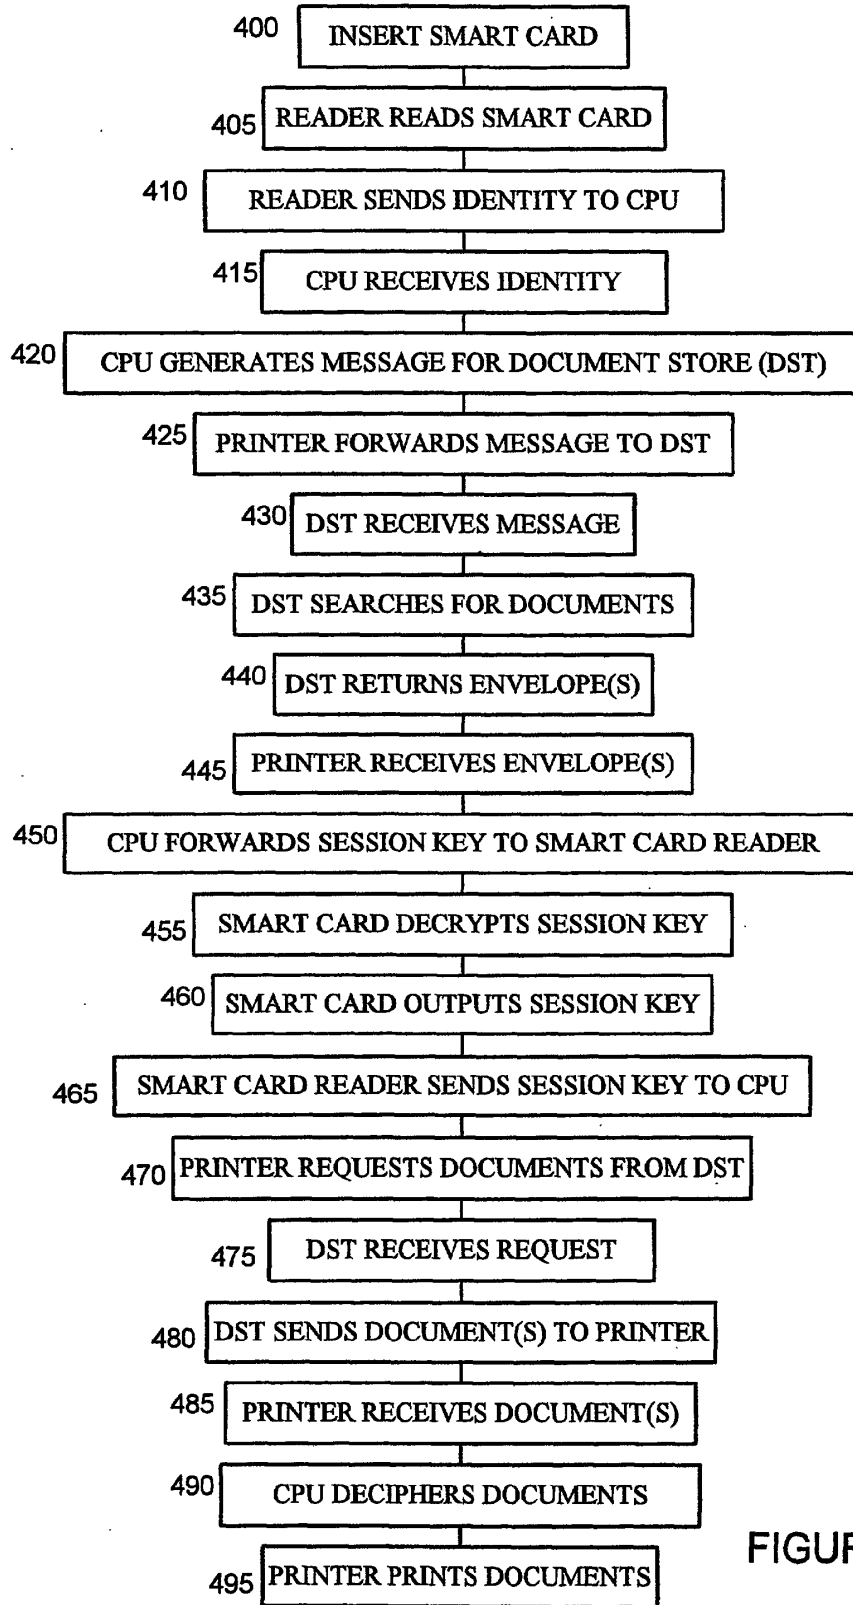 400 INSERT SMART CARD
405 READER READS SMART CARD
410 READER SENDS IDENTITY TO CPU
415 CPU RECEIVES IDENTITY
420 CPU GENERATES MESSAGE FOR DOCUMENT STORE (DST)
425 PRINTER FORWARDS MESSAGE TO DST
430 DST RECEIVES MESSAGE
435 DST SEARCHES FOR DOCUMENTS
440 DST RETURNS ENVELOPE(S)
445 PRINTER RECEIVES ENVELOPE(S)
450 CPU FORWARDS SESSION KEY TO SMART CARD READER
455 SMART CARD DECRYPTS SESSION KEY
460 SMART CARD OUTPUTS SESSION KEY
465 SMART CARD READER SENDS SESSION KEY TO CPU
470 PRINTER REQUESTS DOCUMENTS FROM DST
475 DST RECEIVES REQUEST
480 DST SENDS DOCUMENT(S) TO PRINTER
485 PRINTER RECEIVES DOCUMENT(S)
490 CPU DECIPHERS DOCUMENTS
495 PRINTER PRINTS DOCUMENTS
FIGUR